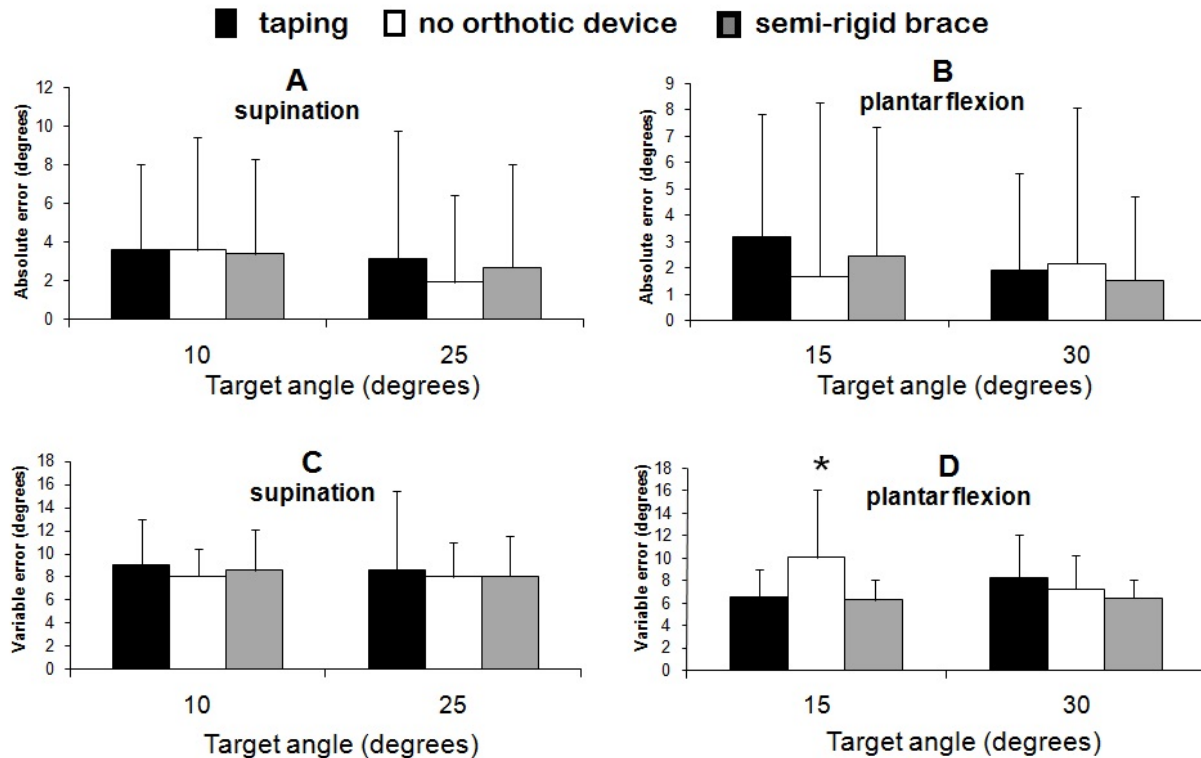 taping no orthotic device semi-rigid brace
A
supination
Absolute error (degrees)
12
10
8
6
4
2
0
10 25
Target angle (degrees)
B
plantar flexion
Absolute error (degrees)
9
8
7
6
5
4
3
2
1
0
15 30
Target angle (degrees)
C
supination
Variable error (degrees)
18
16
14
12
10
8
6
4
2
0
10 25
Target angle (degrees)
*
D
plantar flexion
Variable error (degrees)
18
16
14
12
10
8
6
4
2
0
15 30
Target angle (degrees)